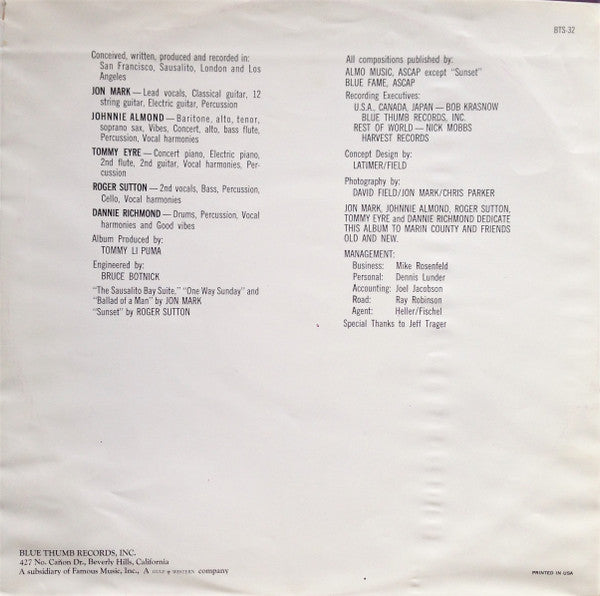 BTS-32
Conceived, written, produced and recorded in:
San Francisco, Sausalito, London and Los
Angeles
JON MARK — Lead vocals, Classical guitar, 12
string guitar, Electric guitar, Percussion
JOHNNIE ALMOND — Baritone, alto, tenor,
soprano sax, Vibes, Concert, alto, bass flute,
Percussion, Vocal harmonies
TOMMY EYRE — Concert piano, Electric piano,
2nd flute, 2nd guitar, Vocal harmonies, Per-
cussion
ROGER SUTTON — 2nd vocals, Bass, Percussion,
Cello, Vocal harmonies
DANNIE RICHMOND — Drums, Percussion, Vocal
harmonies and Good vibes
Album Produced by:
TOMMY LI PUMA
Engineered by:
BRUCE BOTNICK
"The Sausalito Bay Suite," "One Way Sunday" and
"Ballad of a Man" by JON MARK
"Sunset" by ROGER SUTTON
All compositions published by:
ALMO MUSIC, ASCAP except "Sunset"
BLUE FAME, ASCAP
Recording Executives:
U.S.A., CANADA, JAPAN — BOB KRASNOW
BLUE THUMB RECORDS, INC.
REST OF WORLD — NICK MOBBS
HARVEST RECORDS
Concept Design by:
LATIMER/FIELD
Photography by:
DAVID FIELD/JON MARK/CHRIS PARKER
JON MARK, JOHNNIE ALMOND, ROGER SUTTON,
TOMMY EYRE and DANNIE RICHMOND DEDICATE
THIS ALBUM TO MARIN COUNTY AND FRIENDS
OLD AND NEW.
MANAGEMENT:
Business: Mike Rosenfeld
Personal: Dennis Lunder
Accounting: Joel Jacobson
Road: Ray Robinson
Agent: Heller/Fischel
Special Thanks to Jeff Trager
BLUE THUMB RECORDS, INC.
427 No. Cañon Dr., Beverly Hills, California
A subsidiary of Famous Music, Inc., A GULF + WESTERN company
PRINTED IN USA